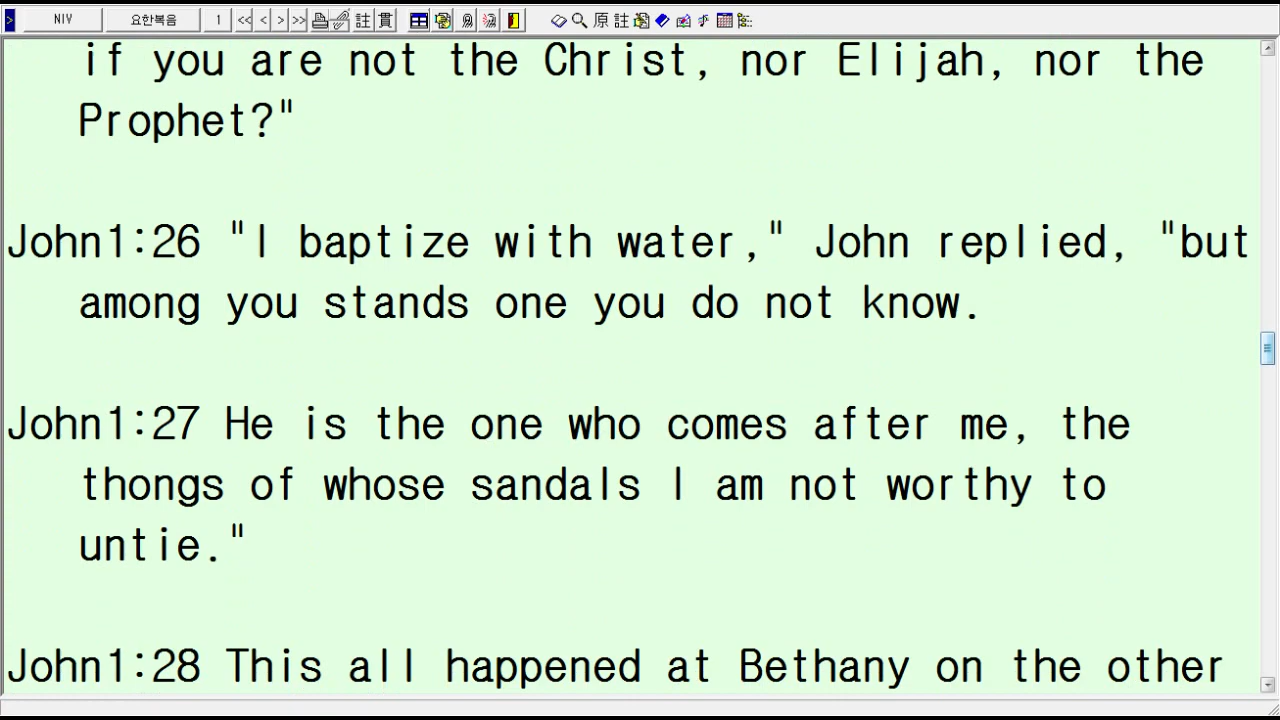 NIV 요한복음 1 << < > >> 註 貫 原 註
if you are not the Christ, nor Elijah, nor the
Prophet?"
John1:26 "I baptize with water," John replied, "but
among you stands one you do not know.
John1:27 He is the one who comes after me, the
thongs of whose sandals I am not worthy to
untie."
John1:28 This all happened at Bethany on the other